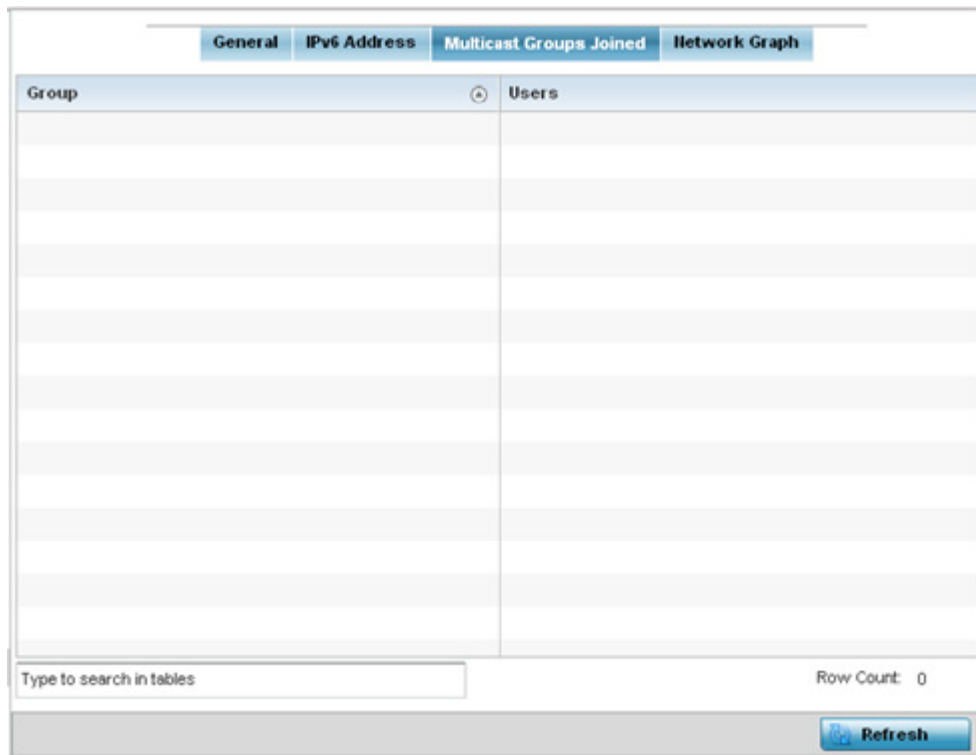 General IPv6 Address Multicast Groups Joined Network Graph
Group Users
Type to search in tables Row Count: 0
Refresh